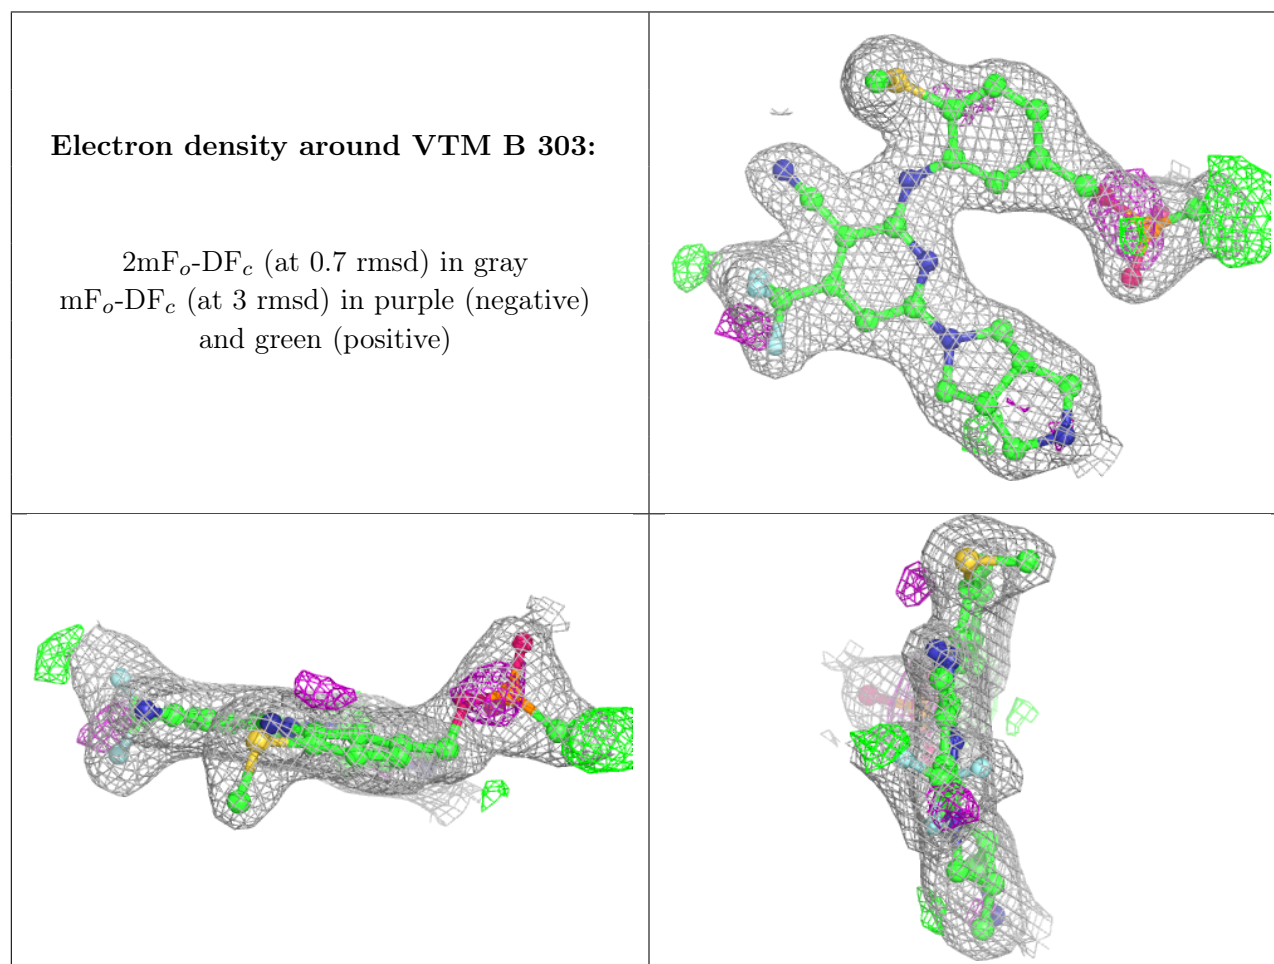 Electron density around VTM B 303:
2mFo-DFc (at 0.7 rmsd) in gray
mFo-DFc (at 3 rmsd) in purple (negative)
and green (positive)